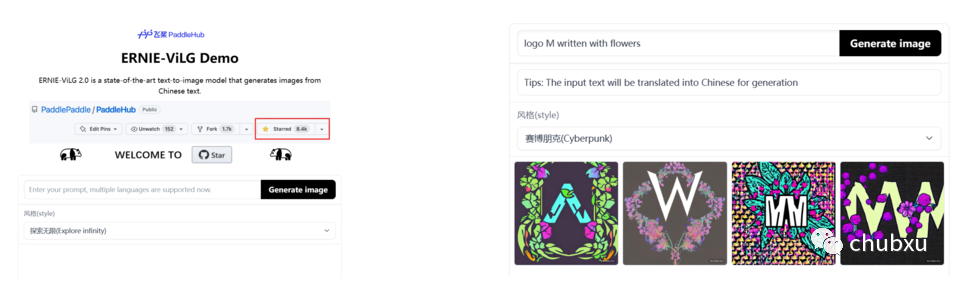 飞桨 PaddleHub
ERNIE-ViLG Demo
ERNIE-ViLG 2.0 is a state-of-the-art text-to-image model that generates images from
Chinese text.
PaddlePaddle / PaddleHub Public
Edit Pins Unwatch 152 Fork 1.7k Starred 8.4k
WELCOME TO Star
Enter your prompt, multiple languages are supported now. Generate image
风格(style)
探索无限(Explore infinity)
logo M written with flowers Generate image
Tips: The input text will be translated into Chinese for generation
风格(style)
赛博朋克(Cyberpunk)
W
MM
MM
chubxu